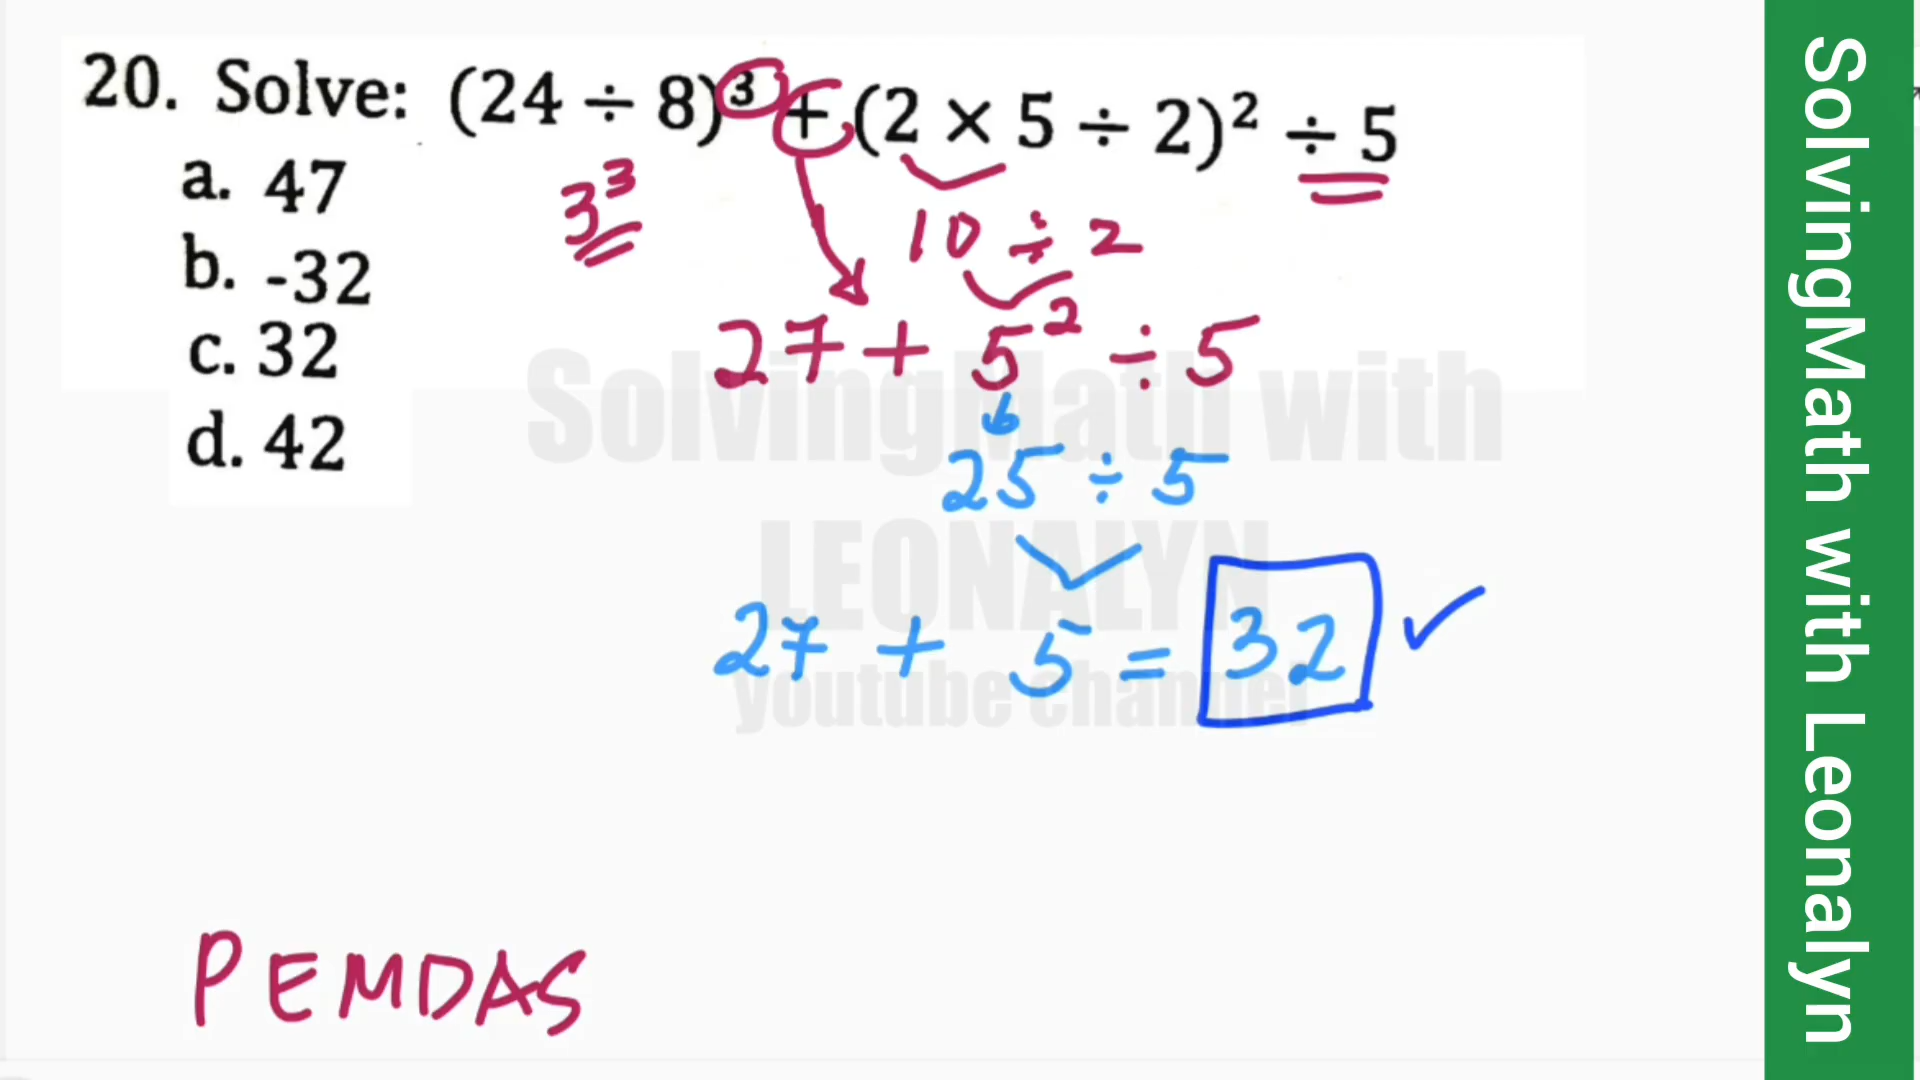 20. Solve: (24 ÷ 8)³ + (2 × 5 ÷ 2)² ÷ 5
a. 47
b. -32
c. 32
d. 42
3³
10 ÷ 2
27 + 5² ÷ 5
25 ÷ 5
27 + 5 = 32 ✓
PEMDAS
SolvingMath with
LEONALYN
youtube channel
SolvingMath with Leonalyn